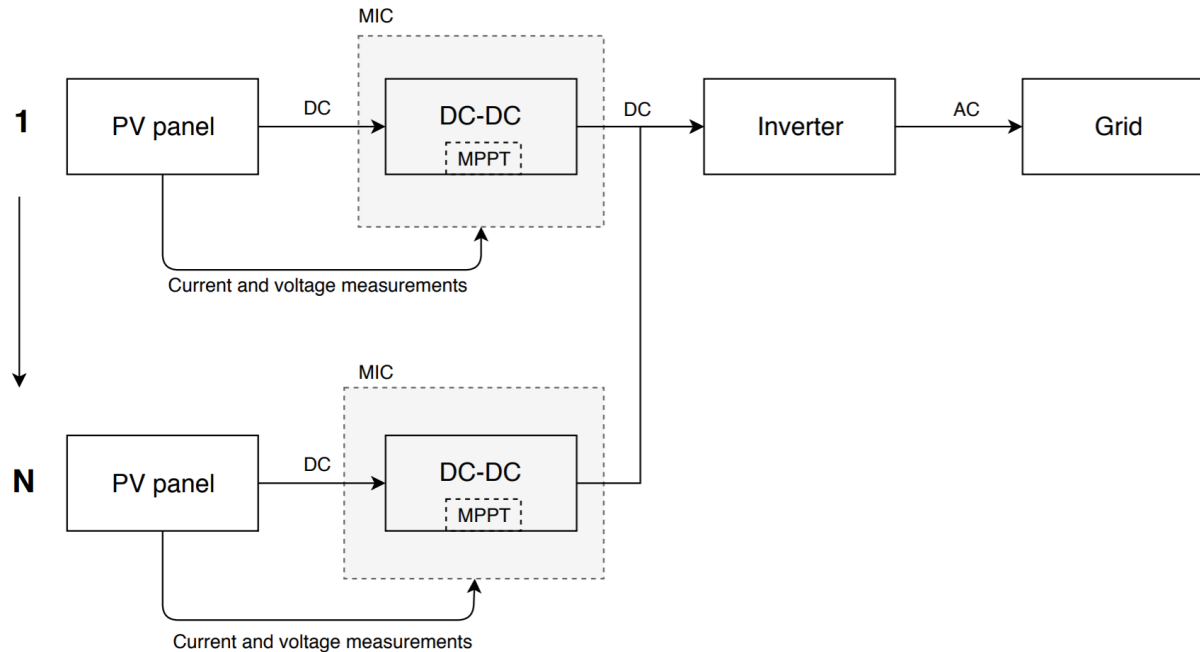 MIC
1
PV panel
DC
DC-DC
MPPT
DC
Inverter
AC
Grid
Current and voltage measurements
MIC
N
PV panel
DC
DC-DC
MPPT
Current and voltage measurements